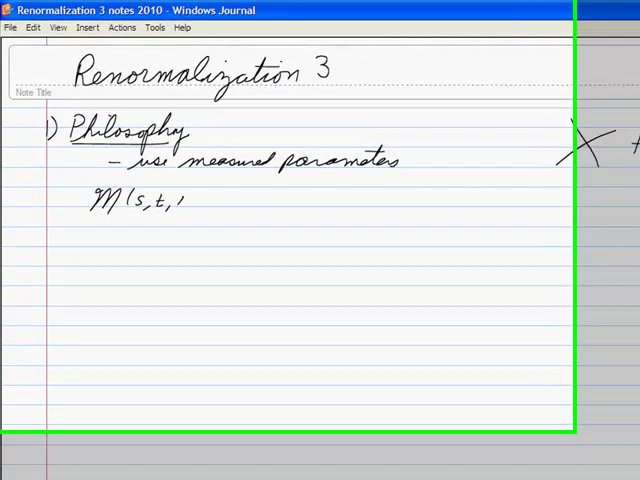 Renormalization 3 notes 2010 - Windows Journal
File Edit View Insert Actions Tools Help
Renormalization 3
Note Title
1) Philosophy
- use measured parameters
M(s,t,